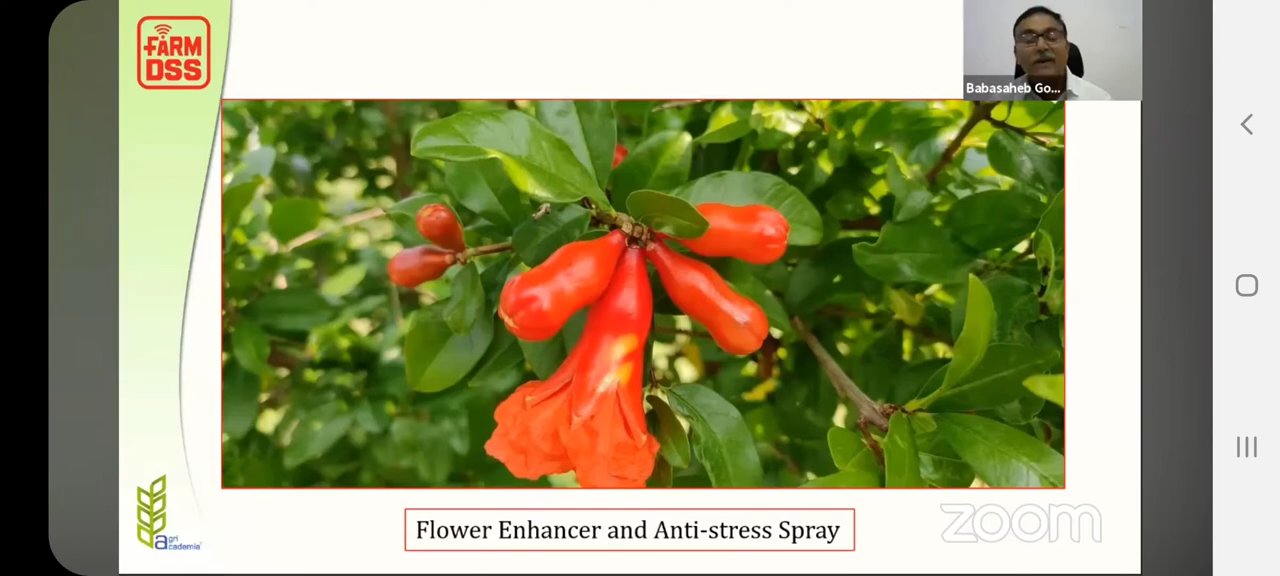 FARM
DSS
Babasaheb Go...
Flower Enhancer and Anti-stress Spray
agri
academia
zoom